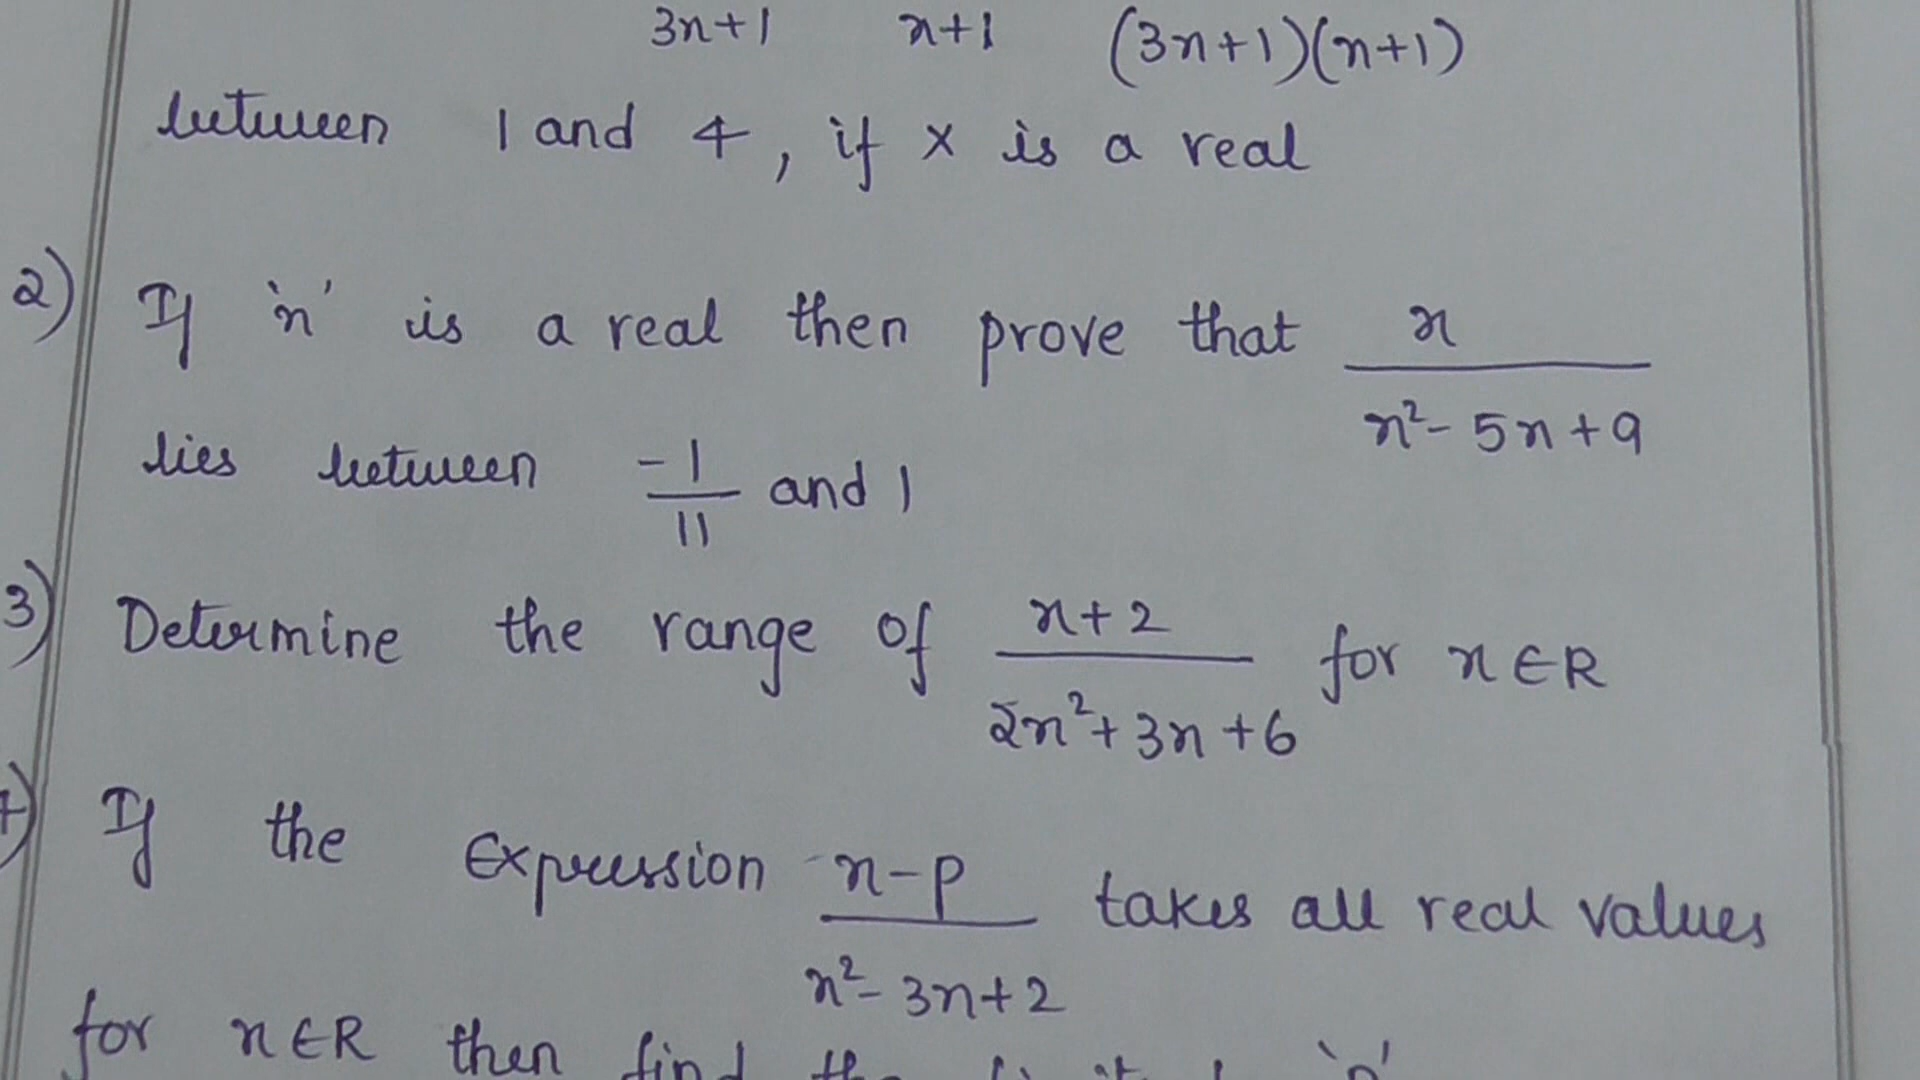 3x+1 x+1 (3x+1)(x+1)
between 1 and 4, if x is a real
2) If 'x' is a real then prove that x
x²- 5x+9
lies between -1/11 and 1
3) Determine the range of x+2 for x∈R
2x²+3x+6
If the Expression x-p takes all real values
x²-3x+2
for x∈R then find the